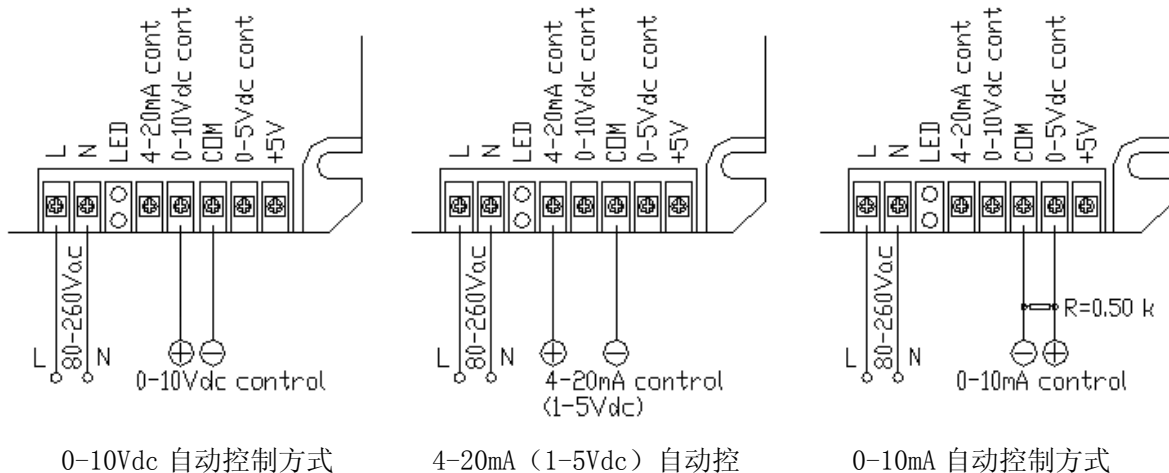 L N LED 4-20mA cont 0-10Vdc cont COM 0-5Vdc cont +5V
80-260Vac
L N
0-10Vdc control
L N LED 4-20mA cont 0-10Vdc cont COM 0-5Vdc cont +5V
80-260Vac
L N
4-20mA control
(1-5Vdc)
L N LED 4-20mA cont 0-10Vdc cont COM 0-5Vdc cont +5V
R=0.50 k
80-260Vac
L N
0-10mA control
0-10Vdc 自动控制方式
4-20mA（1-5Vdc）自动控
0-10mA 自动控制方式